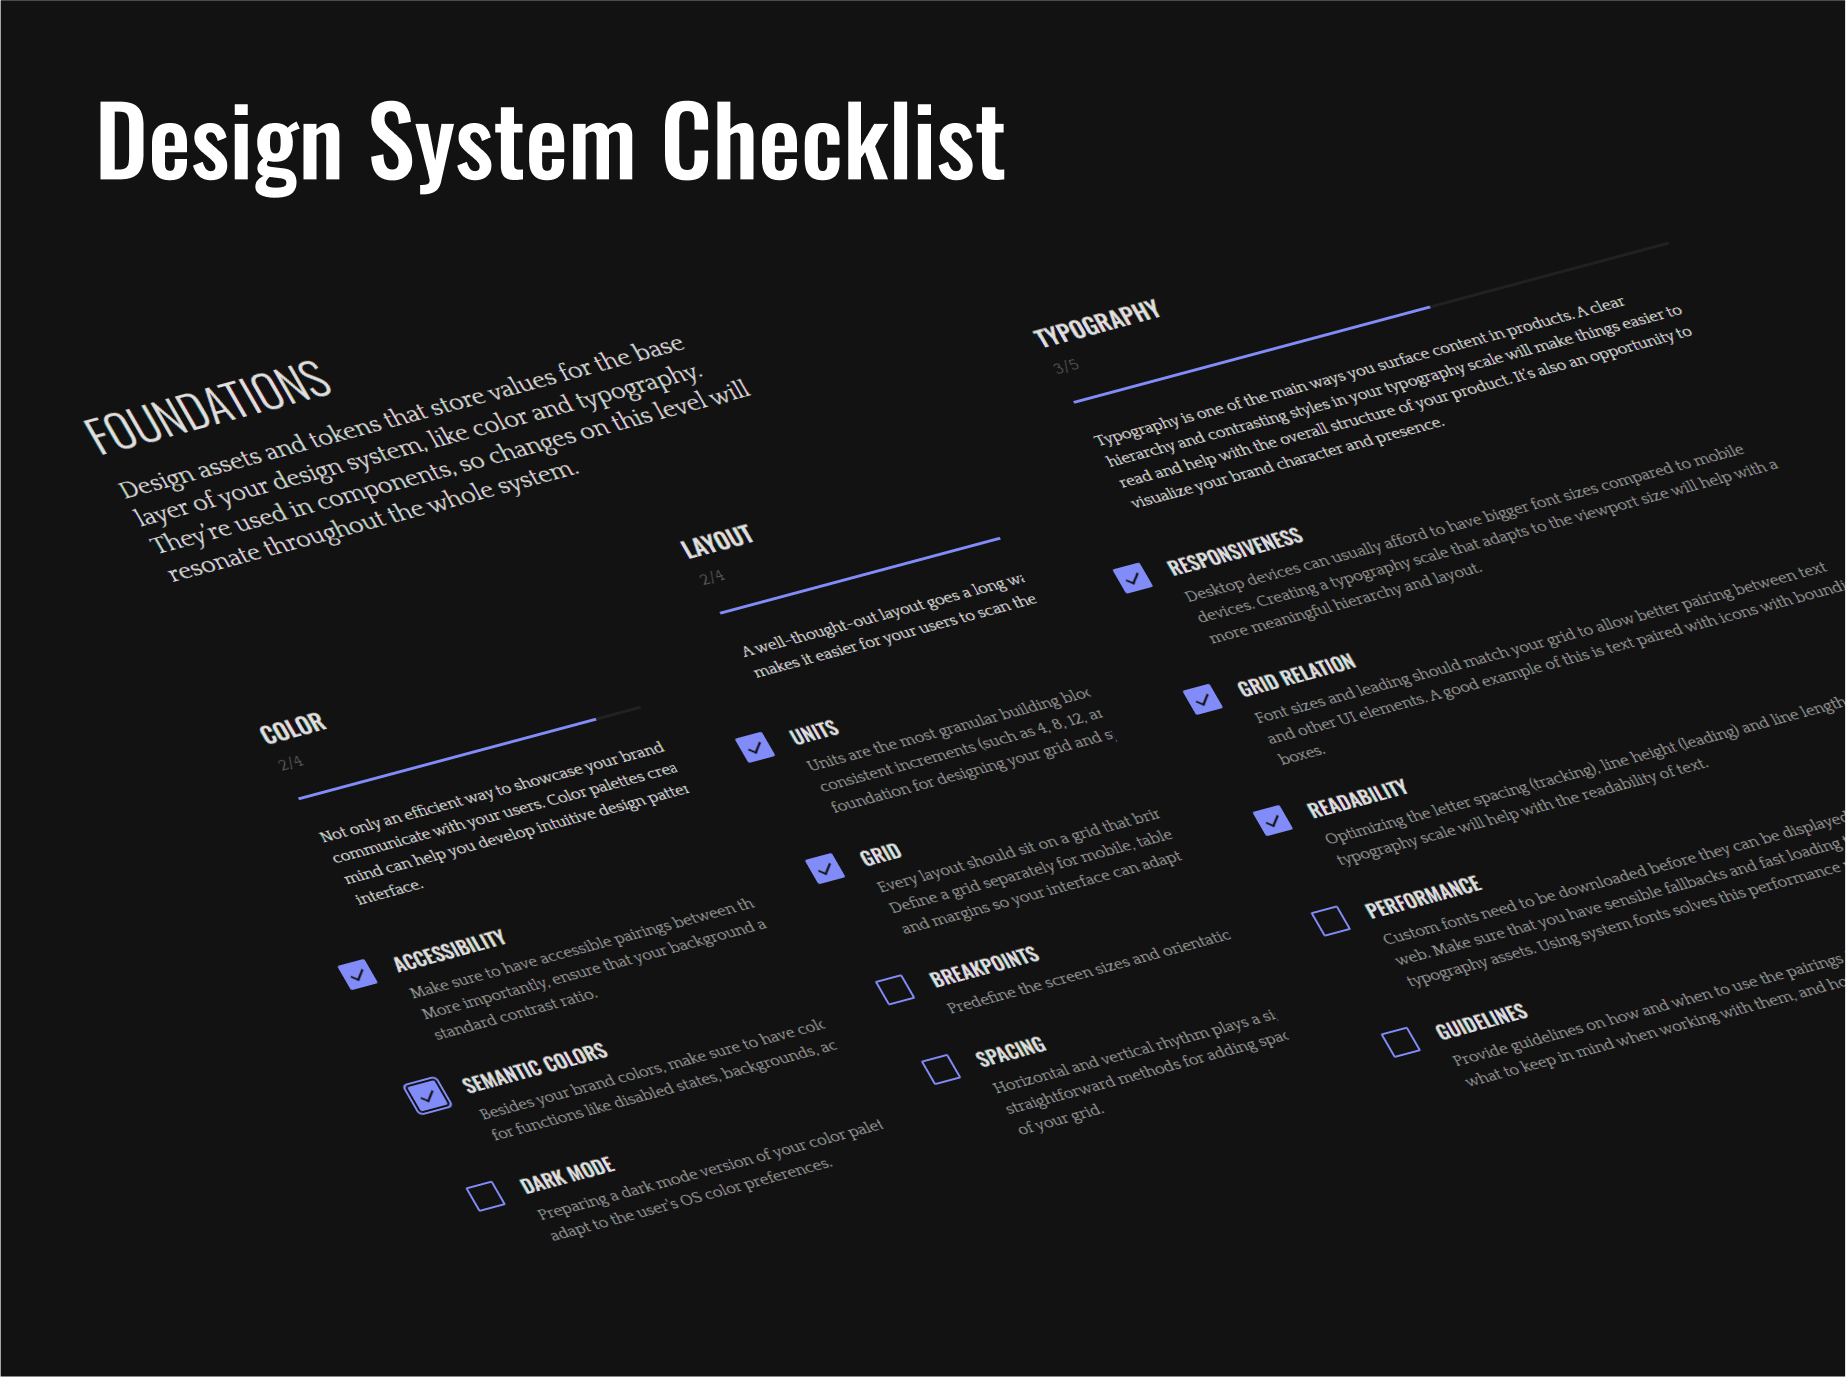 Design System Checklist
FOUNDATIONS
Design assets and tokens that store values for the base
layer of your design system, like color and typography.
They're used in components, so changes on this level will
resonate throughout the whole system.
COLOR
2/4
Not only an efficient way to showcase your brand
communicate with your users. Color palettes
mind can help you develop intuitive design
interface.
ACCESSIBILITY
Make sure to have accessible pairings between
More importantly, ensure that your background
standard contrast ratio.
SEMANTIC COLORS
Besides your brand colors, make sure to have
for functions like disabled states, backgrounds,
DARK MODE
Preparing a dark mode version of your color
adapt to the user's OS color preferences.
LAYOUT
2/4
A well-thought-out layout goes a long
makes it easier for your users to scan the
UNITS
Units are the most granular building
consistent increments (such as 4, 8, 12,
foundation for designing your grid and
GRID
Every layout should sit on a grid that
Define a grid separately for mobile,
and margins so your interface can adapt
BREAKPOINTS
Predefine the screen sizes and
SPACING
Horizontal and vertical rhythm plays a
straightforward methods for adding
of your grid.
TYPOGRAPHY
3/5
Typography is one of the main ways you surface content in products. A clear
hierarchy and contrasting styles in your typography scale will make things easier to
read and help with the overall structure of your product. It's also an opportunity to
visualize your brand character and presence.
RESPONSIVENESS
Desktop devices can usually afford to have bigger font sizes compared to mobile
devices. Creating a typography scale that adapts to the viewport size will help with a
more meaningful hierarchy and layout.
GRID RELATION
Font sizes and leading should match your grid to allow better pairing between text
and other UI elements. A good example of this is text paired with icons with
boxes.
READABILITY
Optimizing the letter spacing (tracking), line height (leading) and line length
typography scale will help with the readability of text.
PERFORMANCE
Custom fonts need to be downloaded before they can be displayed
web. Make sure that you have sensible fallbacks and fast loading
typography assets. Using system fonts solves this performance
GUIDELINES
Provide guidelines on how and when to use the pairings
what to keep in mind when working with them, and